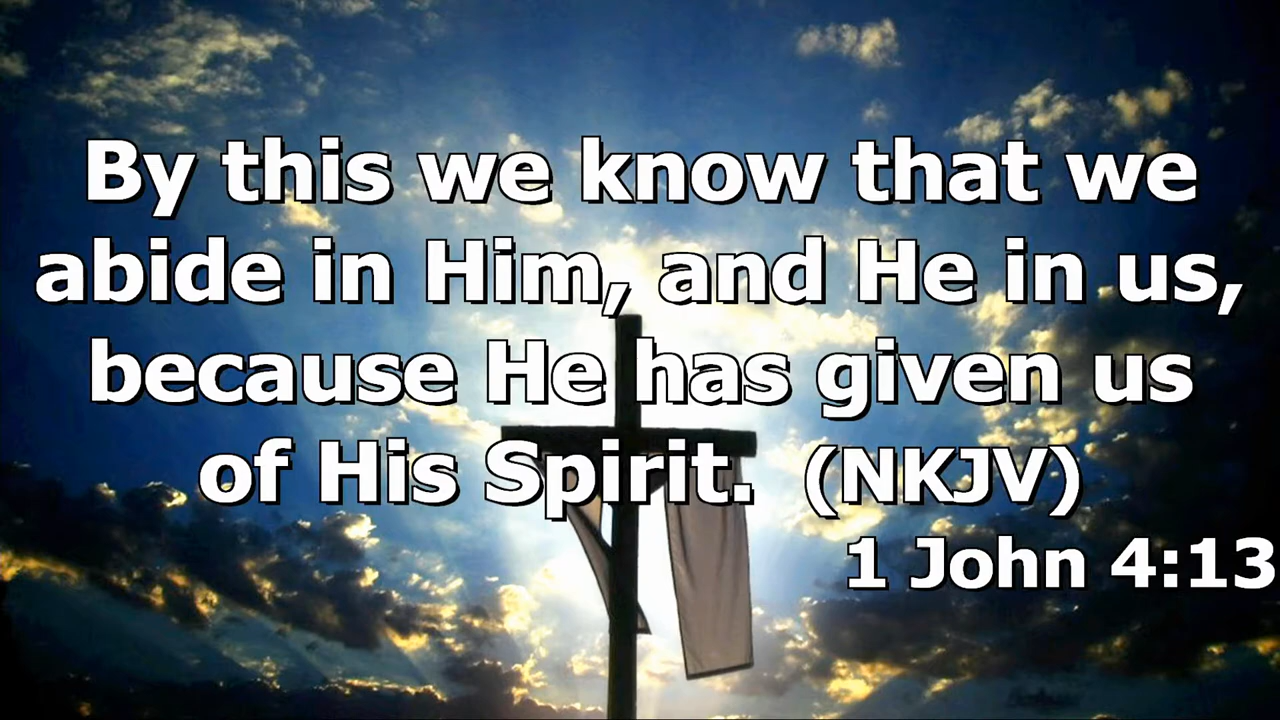 By this we know that we
abide in Him, and He in us,
because He has given us
of His Spirit. (NKJV)
1 John 4:13